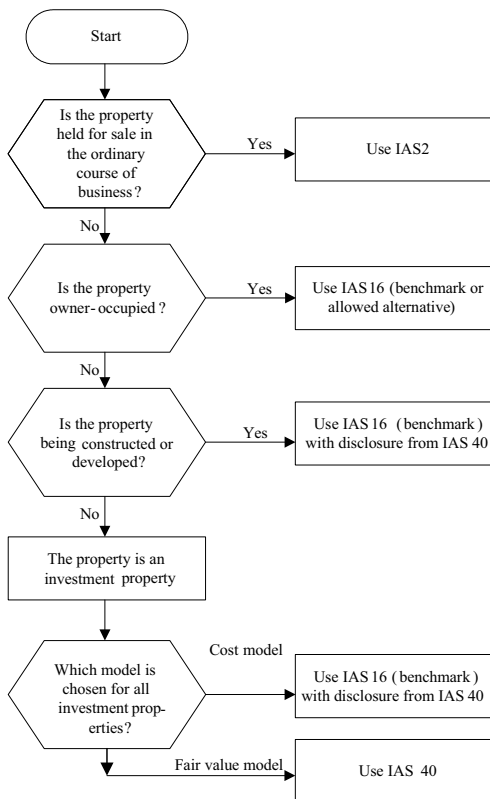 Start
Is the property
held for sale in
the ordinary
course of
business?
Yes
Use IAS2
No
Is the property
owner-occupied?
Yes
Use IAS16 (benchmark or
allowed alternative)
No
Is the property
being constructed or
developed?
Yes
Use IAS 16 (benchmark)
with disclosure from IAS 40
No
The property is an
investment property
Which model is
chosen for all
investment prop-
erties?
Cost model
Use IAS 16 (benchmark)
with disclosure from IAS 40
Fair value model
Use IAS 40